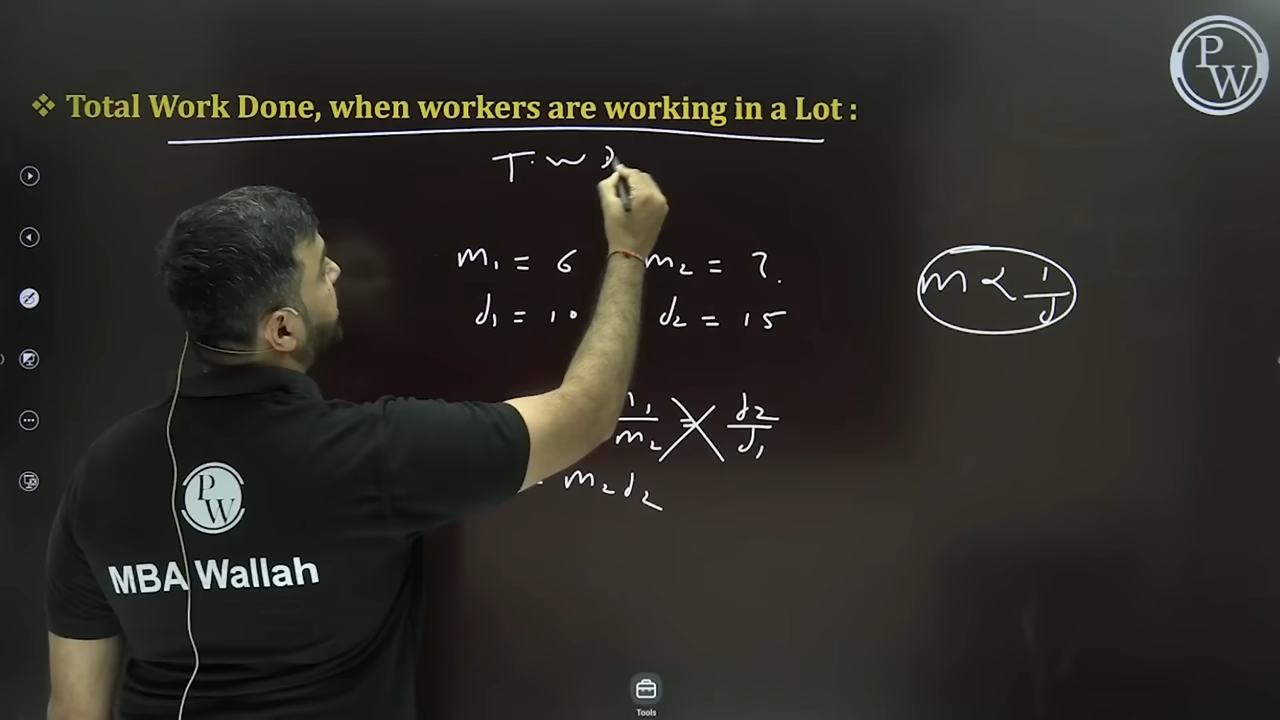 PW
❖ Total Work Done, when workers are working in a Lot :
T. W
m₁ = 6 m₂ = ?
d₁ = 10 d₂ = 15
m ∝ 1/d
/m₂ = d₂/d₁
m₂d₂
PW
MBA Wallah
Tools